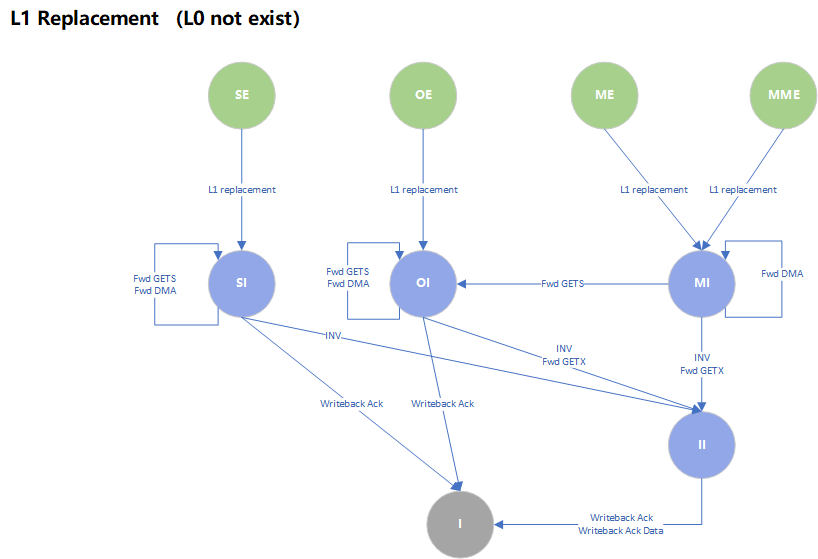 L1 Replacement （L0 not exist）
SE
OE
ME
MME
L1 replacement
L1 replacement
L1 replacement
L1 replacement
Fwd GETS
Fwd DMA
SI
Fwd GETS
Fwd DMA
OI
Fwd GETS
MI
Fwd DMA
INV
INV
Fwd GETX
INV
Fwd GETX
Writeback Ack
Writeback Ack
II
I
Writeback Ack
Writeback Ack Data